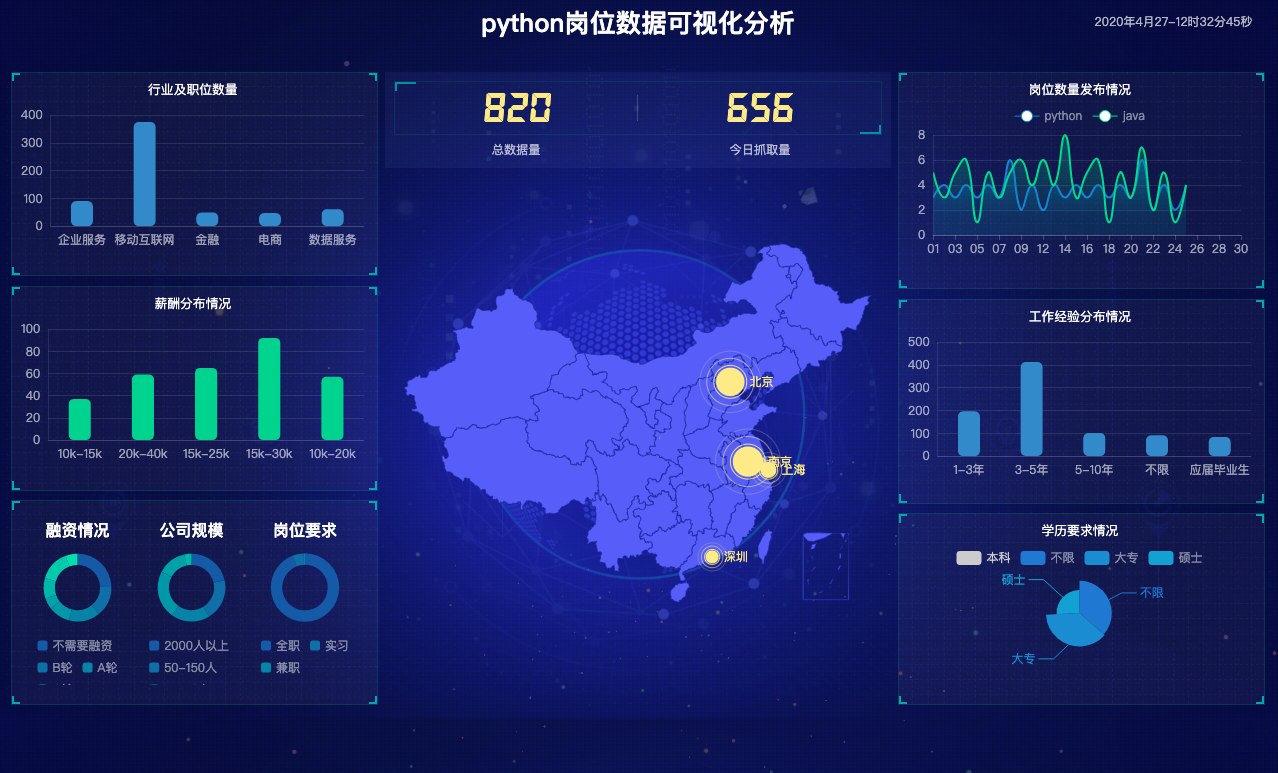 python岗位数据可视化分析
2020年4月27-12时32分45秒
行业及职位数量
400
300
200
100
0
企业服务 移动互联网 金融 电商 数据服务
薪酬分布情况
100
80
60
40
20
0
10k-15k 20k-40k 15k-25k 15k-30k 10k-20k
融资情况 公司规模 岗位要求
不需要融资 2000人以上 全职 实习
B轮 A轮 50-150人 兼职
820 656
总数据量 今日抓取量
北京
南京
上海
深圳
岗位数量发布情况
python java
8
6
4
2
0
01 03 05 07 09 12 14 16 18 20 22 24 26 28 30
工作经验分布情况
500
400
300
200
100
0
1-3年 3-5年 5-10年 不限 应届毕业生
学历要求情况
本科 不限 大专 硕士
硕士
不限
大专